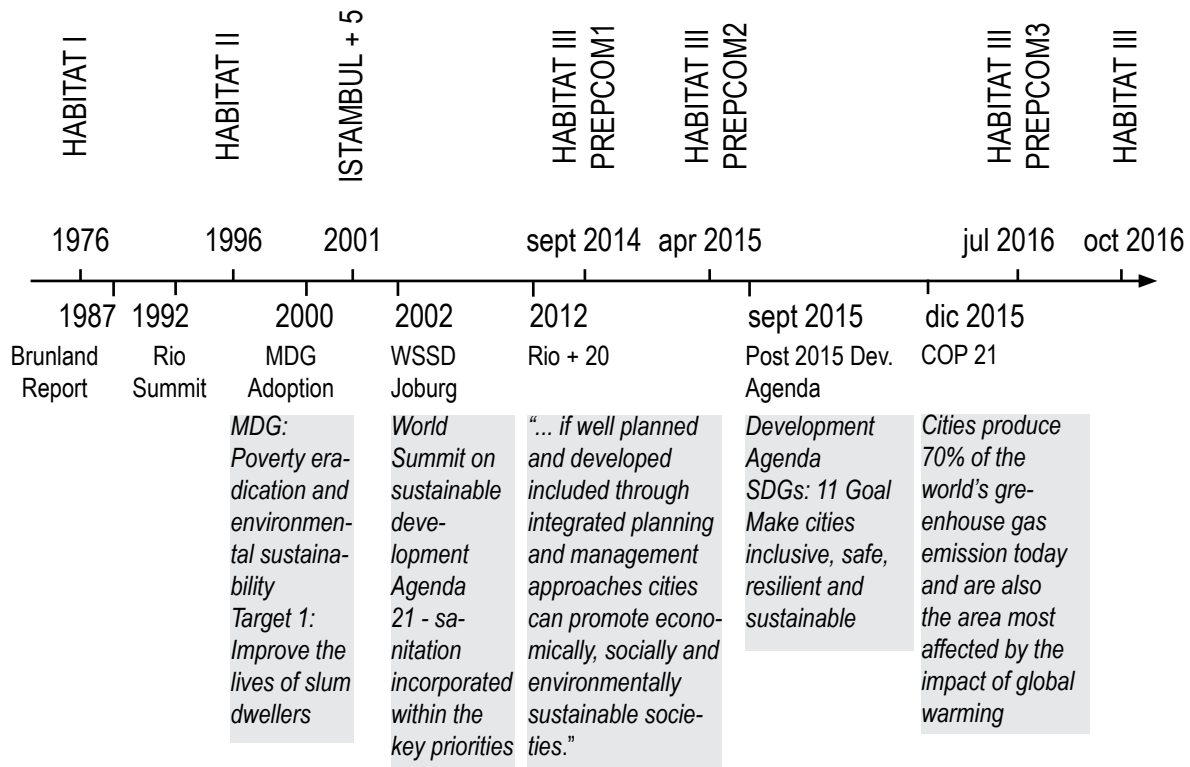 HABITAT I
HABITAT II
ISTAMBUL + 5
HABITAT III
PREPCOM1
HABITAT III
PREPCOM2
HABITAT III
PREPCOM3
HABITAT III
1976
1996
2001
sept 2014
apr 2015
jul 2016
oct 2016
1987
Brunland
Report
1992
Rio
Summit
2000
MDG
Adoption
MDG:
Poverty era-
dication and
environmen-
tal sustaina-
bility
Target 1:
Improve the
lives of slum
dwellers
2002
WSSD
Joburg
World
Summit on
sustainable
deve-
lopment
Agenda
21 - sa-
nitation
incorporated
within the
key priorities
2012
Rio + 20
“... if well planned
and developed
included through
integrated planning
and management
approaches cities
can promote econo-
mically, socially and
environmentally
sustainable socie-
ties.”
sept 2015
Post 2015 Dev.
Agenda
Development
Agenda
SDGs: 11 Goal
Make cities
inclusive, safe,
resilient and
sustainable
dic 2015
COP 21
Cities produce
70% of the
world’s gre-
enhouse gas
emission today
and are also
the area most
affected by the
impact of global
warming